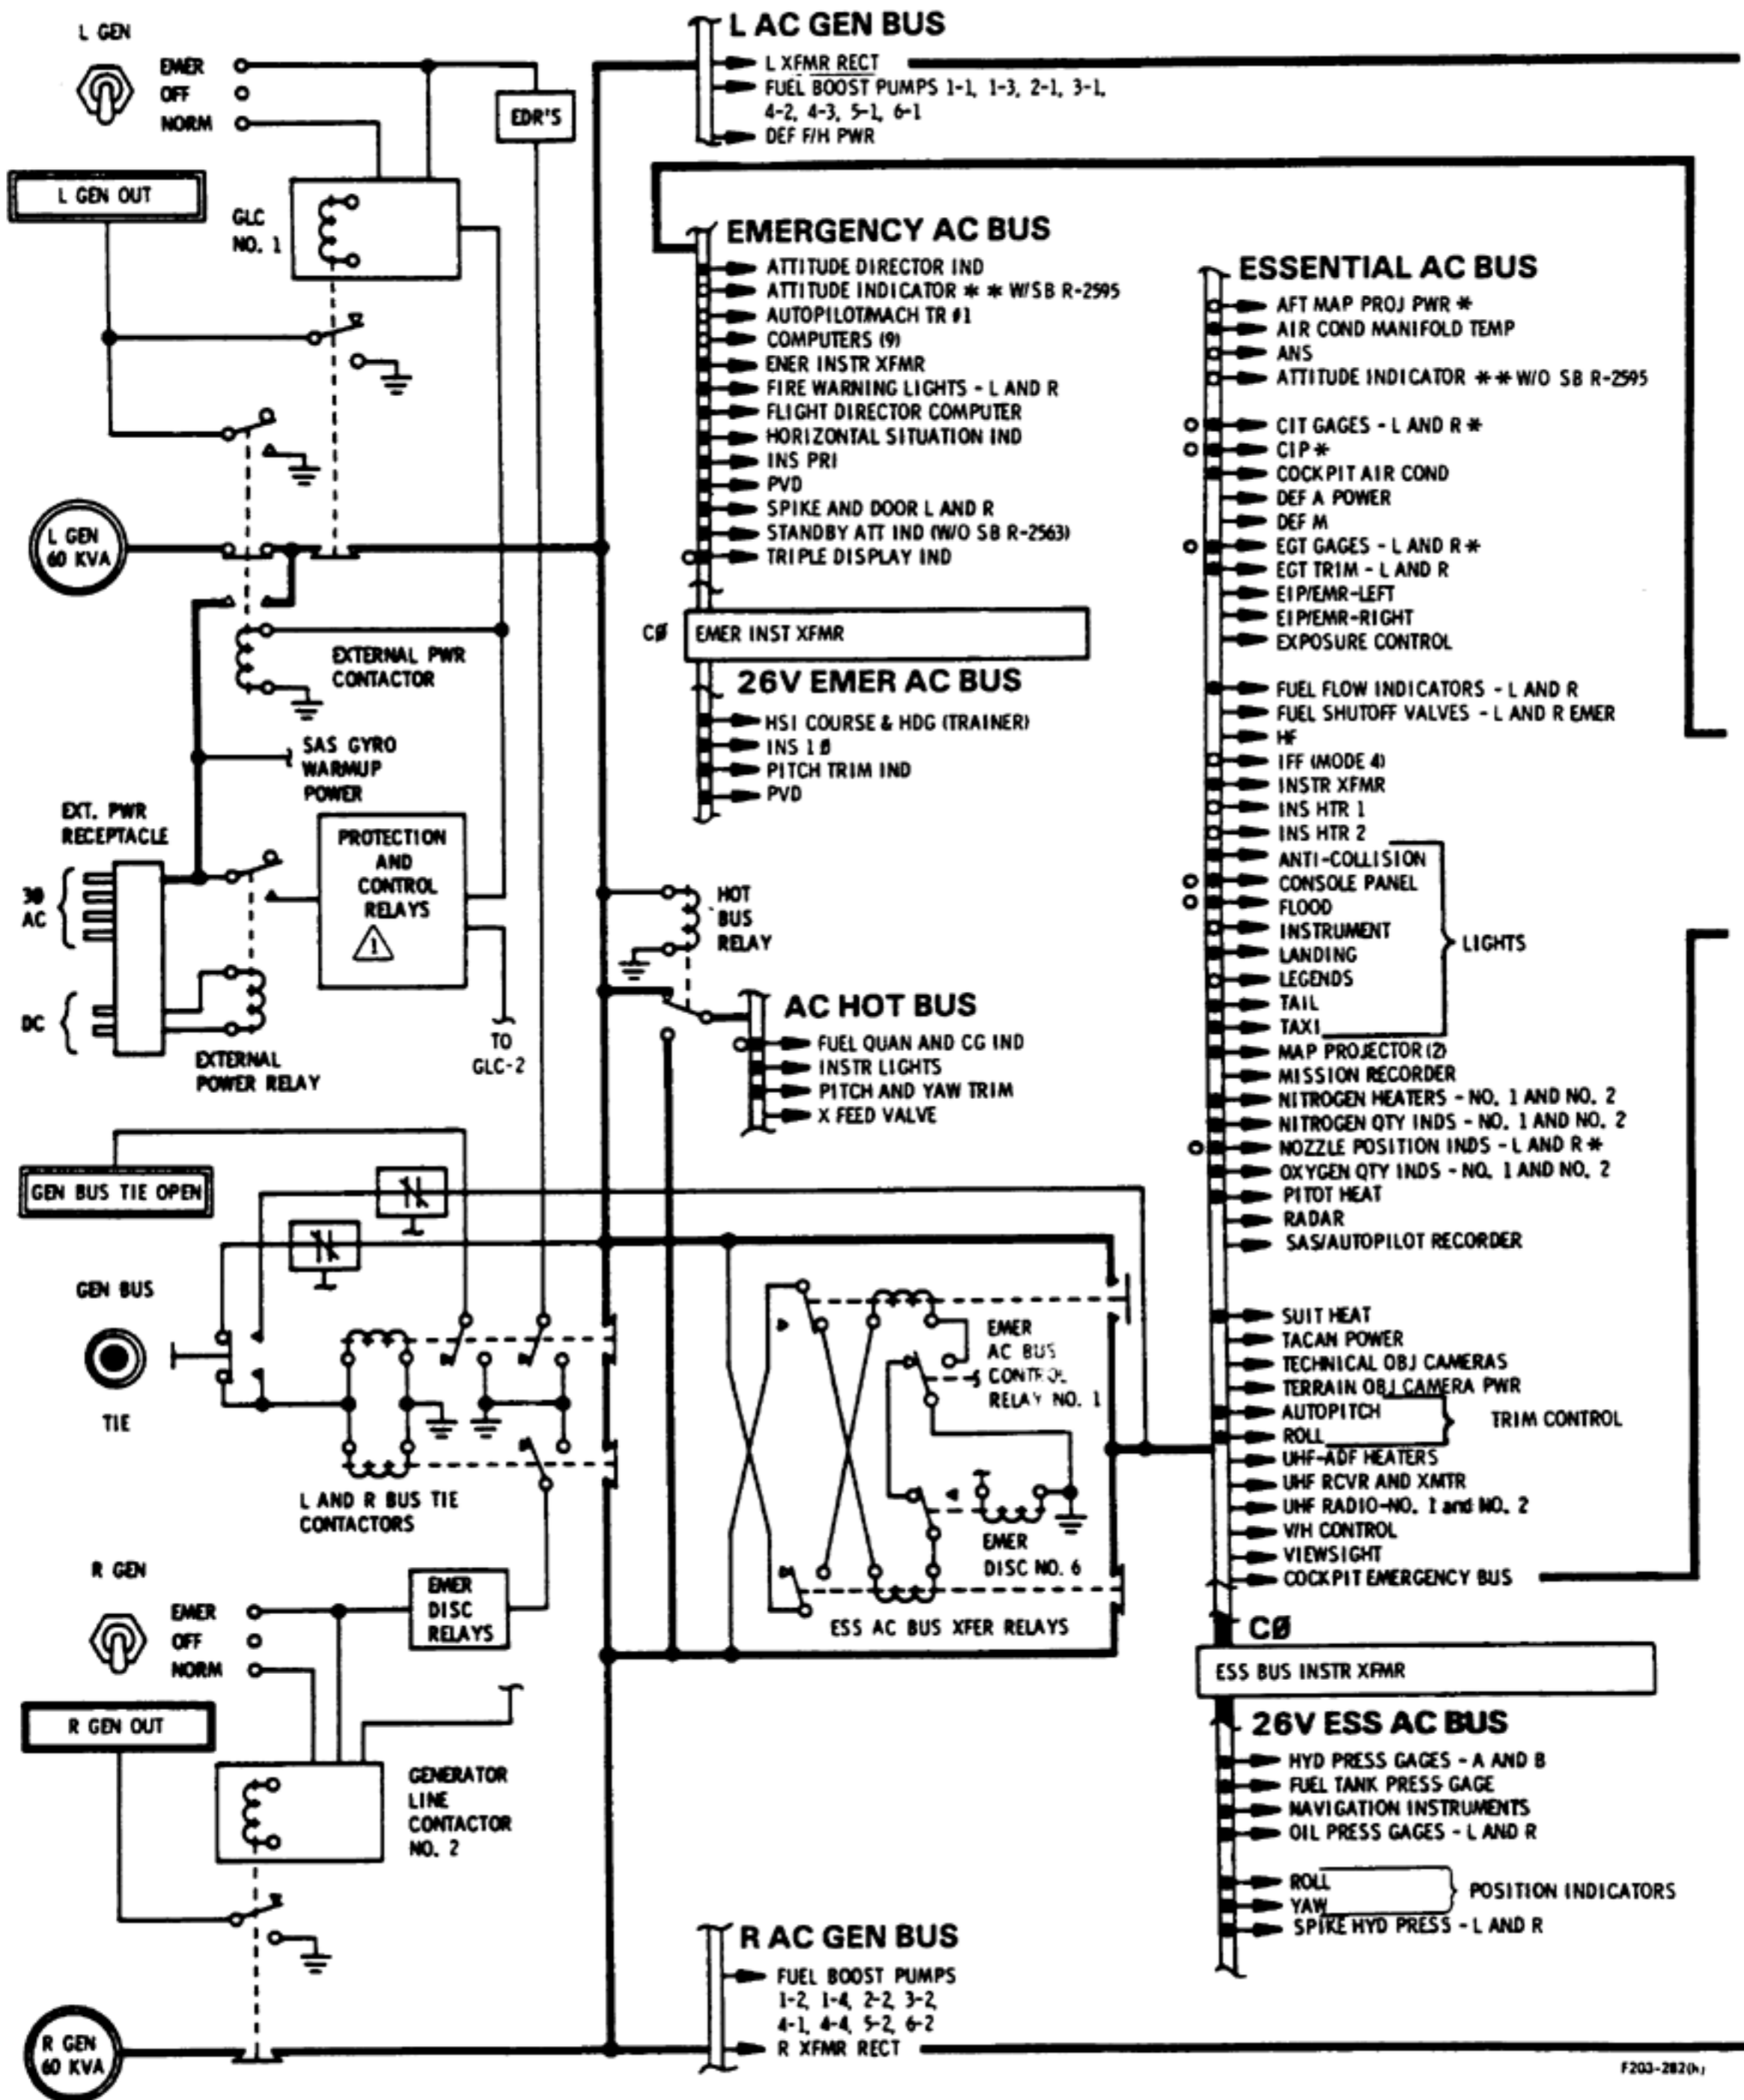 L GEN
EMER
OFF
NORM
EDR'S
L GEN OUT
GLC
NO. 1
L GEN
60 KVA
EXTERNAL PWR
CONTACTOR
SAS GYRO
WARMUP
POWER
EXT. PWR
RECEPTACLE
3Ø
AC
DC
PROTECTION
AND
CONTROL
RELAYS
1
EXTERNAL
POWER RELAY
TO
GLC-2
GEN BUS TIE OPEN
GEN BUS
TIE
L AND R BUS TIE
CONTACTORS
R GEN
EMER
OFF
NORM
EMER
DISC
RELAYS
R GEN OUT
GENERATOR
LINE
CONTACTOR
NO. 2
R GEN
60 KVA
L AC GEN BUS
L XFMR RECT
FUEL BOOST PUMPS 1-1, 1-3, 2-1, 3-1,
4-2, 4-3, 5-1, 6-1
DEF F/H PWR
EMERGENCY AC BUS
ATTITUDE DIRECTOR IND
ATTITUDE INDICATOR * * W/SB R-2595
AUTOPILOT/MACH TR #1
COMPUTERS (9)
ENER INSTR XFMR
FIRE WARNING LIGHTS - L AND R
FLIGHT DIRECTOR COMPUTER
HORIZONTAL SITUATION IND
INS PRI
PVD
SPIKE AND DOOR L AND R
STANDBY ATT IND (W/O SB R-2563)
TRIPLE DISPLAY IND
CØ
EMER INST XFMR
26V EMER AC BUS
HSI COURSE & HDG (TRAINER)
INS 1 Ø
PITCH TRIM IND
PVD
HOT
BUS
RELAY
AC HOT BUS
FUEL QUAN AND CG IND
INSTR LIGHTS
PITCH AND YAW TRIM
X FEED VALVE
EMER
AC BUS
CONTROL
RELAY NO. 1
EMER
DISC NO. 6
ESS AC BUS XFER RELAYS
R AC GEN BUS
FUEL BOOST PUMPS
1-2, 1-4, 2-2, 3-2,
4-1, 4-4, 5-2, 6-2
R XFMR RECT
ESSENTIAL AC BUS
AFT MAP PROJ PWR *
AIR COND MANIFOLD TEMP
ANS
ATTITUDE INDICATOR * * W/O SB R-2595
CIT GAGES - L AND R *
CIP *
COCKPIT AIR COND
DEF A POWER
DEF M
EGT GAGES - L AND R *
EGT TRIM - L AND R
EIP/EMR-LEFT
EIP/EMR-RIGHT
EXPOSURE CONTROL
FUEL FLOW INDICATORS - L AND R
FUEL SHUTOFF VALVES - L AND R EMER
HF
IFF (MODE 4)
INSTR XFMR
INS HTR 1
INS HTR 2
ANTI-COLLISION
CONSOLE PANEL
FLOOD
INSTRUMENT
LANDING
LEGENDS
TAIL
TAXI
LIGHTS
MAP PROJECTOR (2)
MISSION RECORDER
NITROGEN HEATERS - NO. 1 AND NO. 2
NITROGEN QTY INDS - NO. 1 AND NO. 2
NOZZLE POSITION INDS - L AND R *
OXYGEN QTY INDS - NO. 1 AND NO. 2
PITOT HEAT
RADAR
SAS/AUTOPILOT RECORDER
SUIT HEAT
TACAN POWER
TECHNICAL OBJ CAMERAS
TERRAIN OBJ CAMERA PWR
AUTOPITCH
ROLL
TRIM CONTROL
UHF-ADF HEATERS
UHF RCVR AND XMTR
UHF RADIO-NO. 1 and NO. 2
V/H CONTROL
VIEWSIGHT
COCKPIT EMERGENCY BUS
CØ
ESS BUS INSTR XFMR
26V ESS AC BUS
HYD PRESS GAGES - A AND B
FUEL TANK PRESS GAGE
NAVIGATION INSTRUMENTS
OIL PRESS GAGES - L AND R
ROLL
YAW
POSITION INDICATORS
SPIKE HYD PRESS - L AND R
F203-282(h)